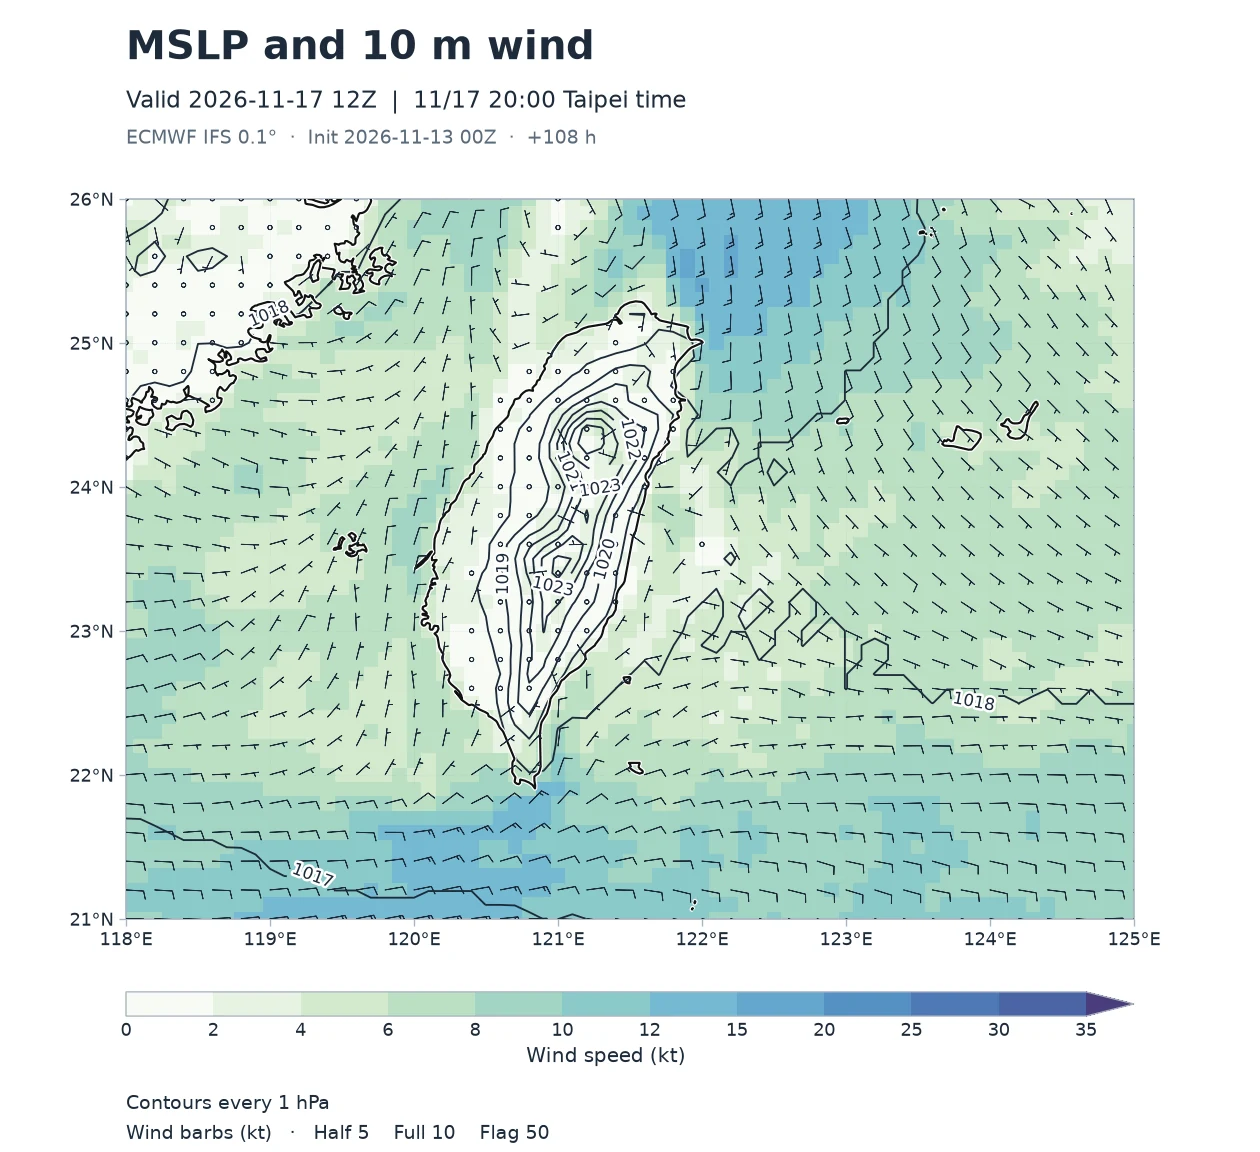 MSLP and 10 m wind
Valid 2026-11-17 12Z | 11/17 20:00 Taipei time
ECMWF IFS 0.1° · Init 2026-11-13 00Z · +108 h
26°N
25°N
24°N
23°N
22°N
21°N
1018
1022
1023
1020
1019
1023
1018
1017
118°E 119°E 120°E 121°E 122°E 123°E 124°E 125°E
0 2 4 6 8 10 12 15 20 25 30 35
Wind speed (kt)
Contours every 1 hPa
Wind barbs (kt) · Half 5 Full 10 Flag 50